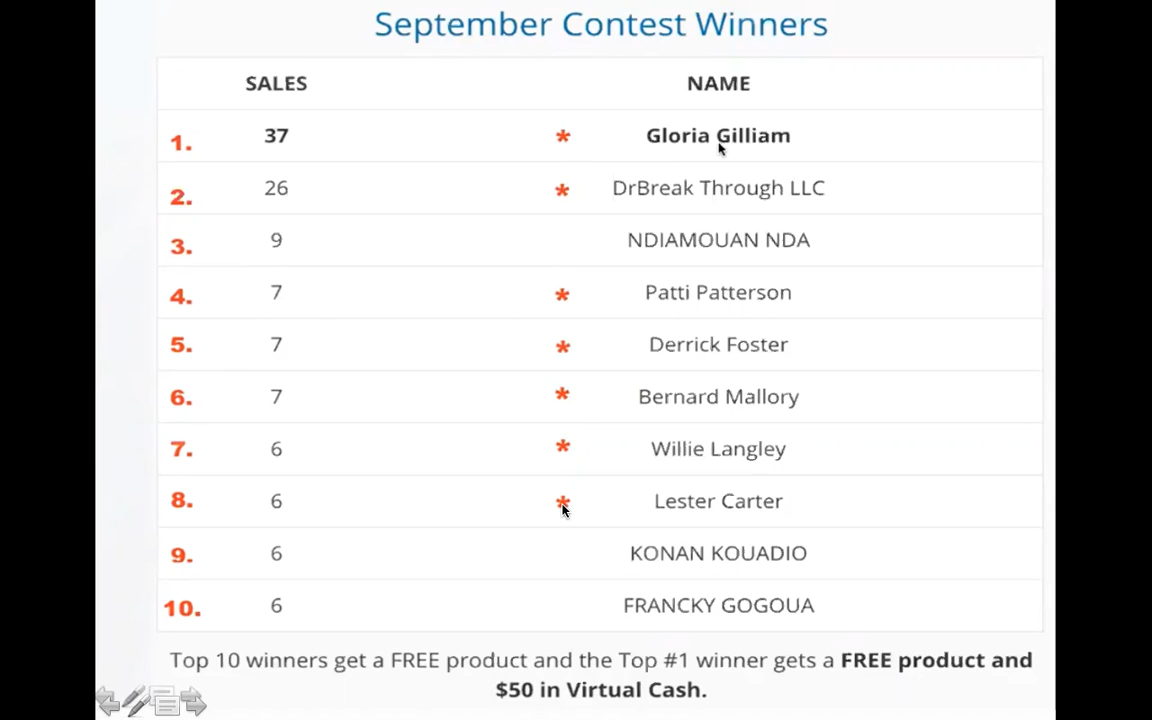 September Contest Winners
SALES NAME
1. 37 * Gloria Gilliam
2. 26 * DrBreak Through LLC
3. 9 NDIAMOUAN NDA
4. 7 * Patti Patterson
5. 7 * Derrick Foster
6. 7 * Bernard Mallory
7. 6 * Willie Langley
8. 6 * Lester Carter
9. 6 KONAN KOUADIO
10. 6 FRANCKY GOGOUA
Top 10 winners get a FREE product and the Top #1 winner gets a FREE product and
$50 in Virtual Cash.